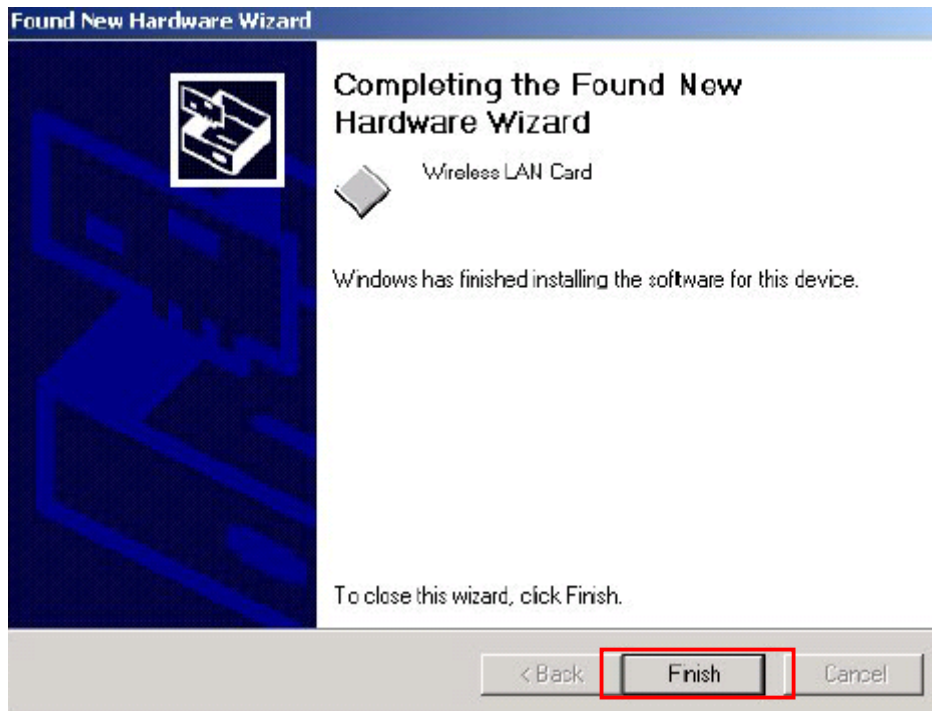 Found New Hardware Wizard
Completing the Found New
Hardware Wizard
Wireless LAN Card
Windows has finished installing the software for this device.
To close this wizard, click Finish.
< Back
Finish
Cancel